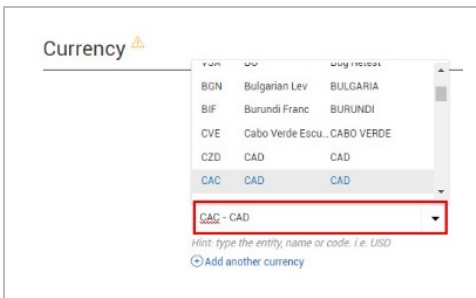 Currency
BGN Bulgarian Lev BULGARIA
BIF Burundi Franc BURUNDI
CVE Cabo Verde Escu... CABO VERDE
CZD CAD CAD
CAC CAD CAD
CAC - CAD
Hint: type the entity, name or code. i.e. USD
Add another currency